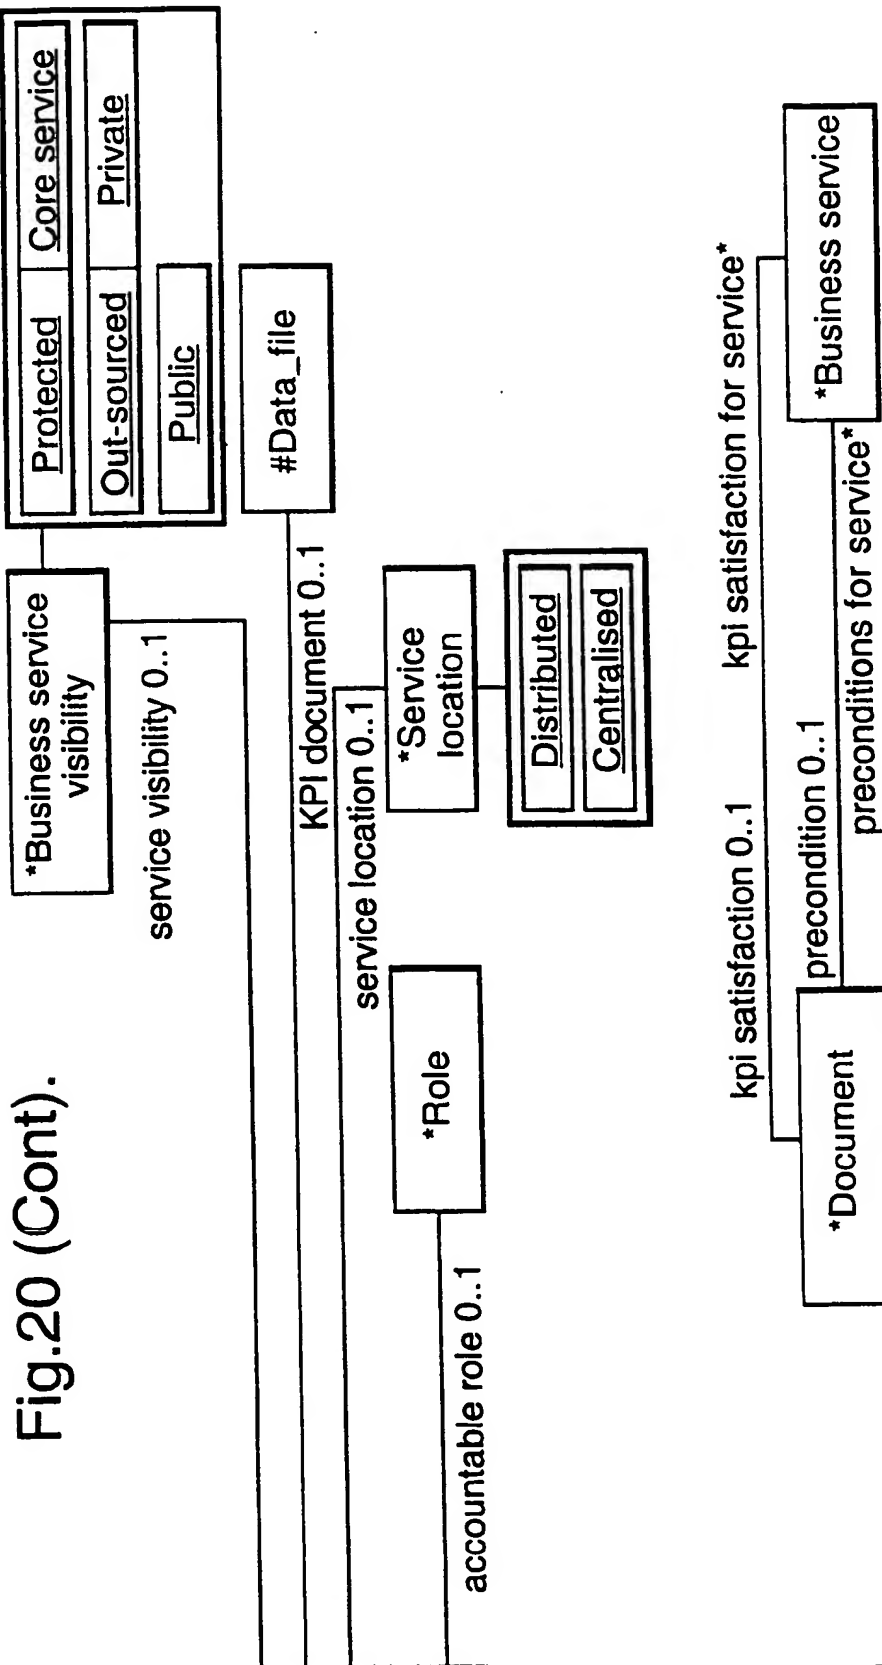 Fig.20 (Cont).
*Business service
visibility
Protected
Core service
Out-sourced
Private
Public
service visibility 0..1
#Data_file
KPI document 0..1
service location 0..1
*Service
location
Distributed
Centralised
*Role
accountable role 0..1
kpi satisfaction 0..1
kpi satisfaction for service*
*Document
precondition 0..1
preconditions for service*
*Business service